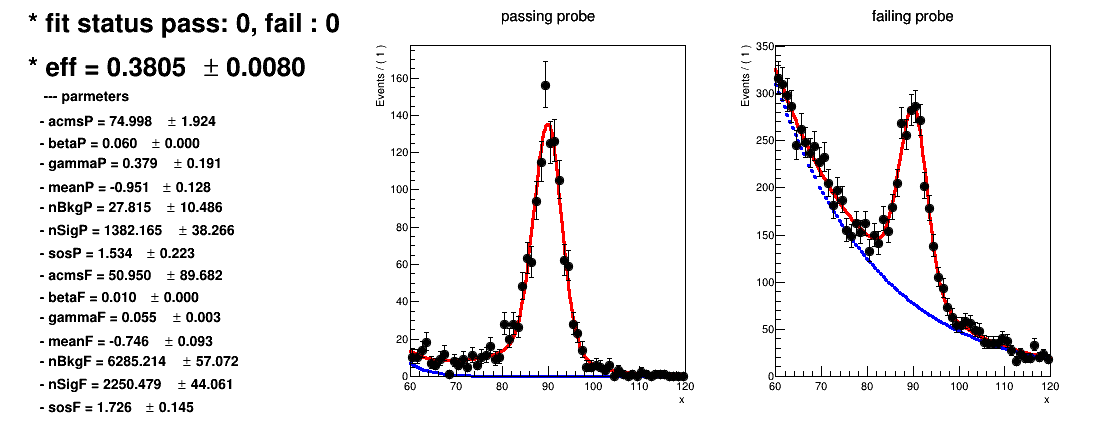 * fit status pass: 0, fail : 0
* eff = 0.3805 ± 0.0080
--- parmeters
- acmsP = 74.998 ± 1.924
- betaP = 0.060 ± 0.000
- gammaP = 0.379 ± 0.191
- meanP = -0.951 ± 0.128
- nBkgP = 27.815 ± 10.486
- nSigP = 1382.165 ± 38.266
- sosP = 1.534 ± 0.223
- acmsF = 50.950 ± 89.682
- betaF = 0.010 ± 0.000
- gammaF = 0.055 ± 0.003
- meanF = -0.746 ± 0.093
- nBkgF = 6285.214 ± 57.072
- nSigF = 2250.479 ± 44.061
- sosF = 1.726 ± 0.145
passing probe
Events / ( 1 )
160
140
120
100
80
60
40
20
0
60 70 80 90 100 110 120
x
failing probe
Events / ( 1 )
350
300
250
200
150
100
50
0
60 70 80 90 100 110 120
x